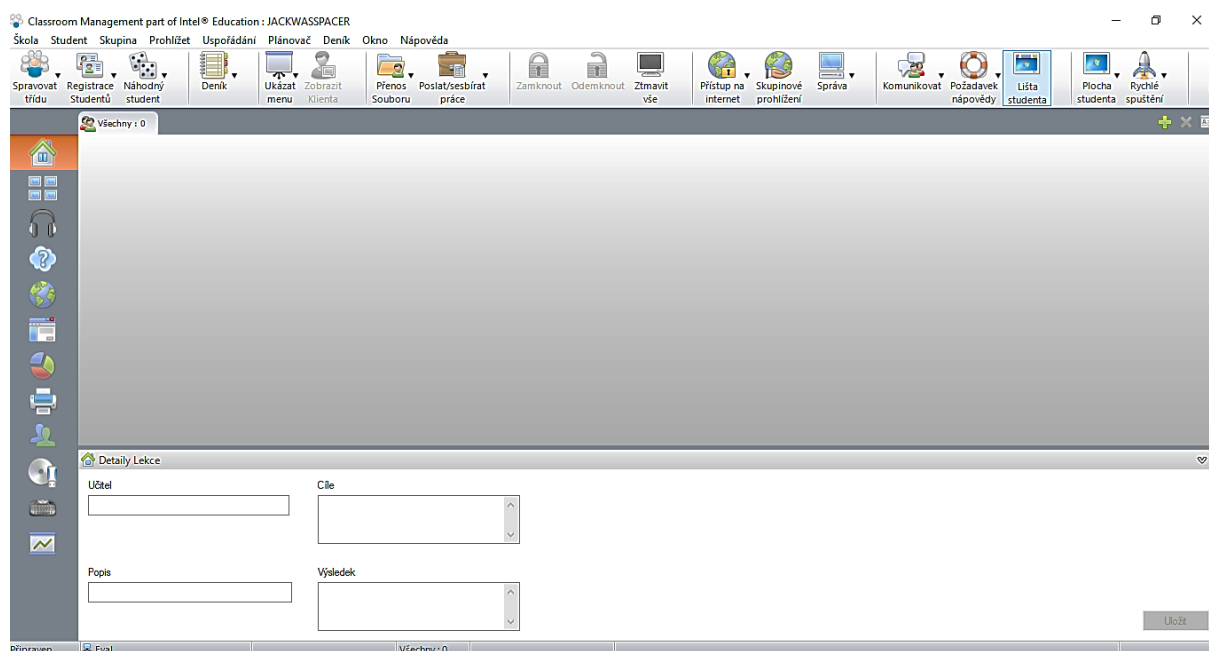 Classroom Management part of Intel® Education : JACKWASSPACER
Škola Student Skupina Prohlížet Uspořádání Plánovač Deník Okno Nápověda
Spravovat třídu
Registrace Studentů
Náhodný student
Deník
Ukázat menu
Zobrazit Klienta
Přenos Souboru
Poslat/sesbírat práce
Zamknout
Odemknout
Ztmavit vše
Přístup na internet
Skupinové prohlížení
Správa
Komunikovat
Požadavek nápovědy
Lišta studenta
Plocha studenta
Rychlé spuštění
Všechny : 0
Detaily Lekce
Učitel
Cíle
Popis
Výsledek
Uložit
Připraven Eval Všechny : 0